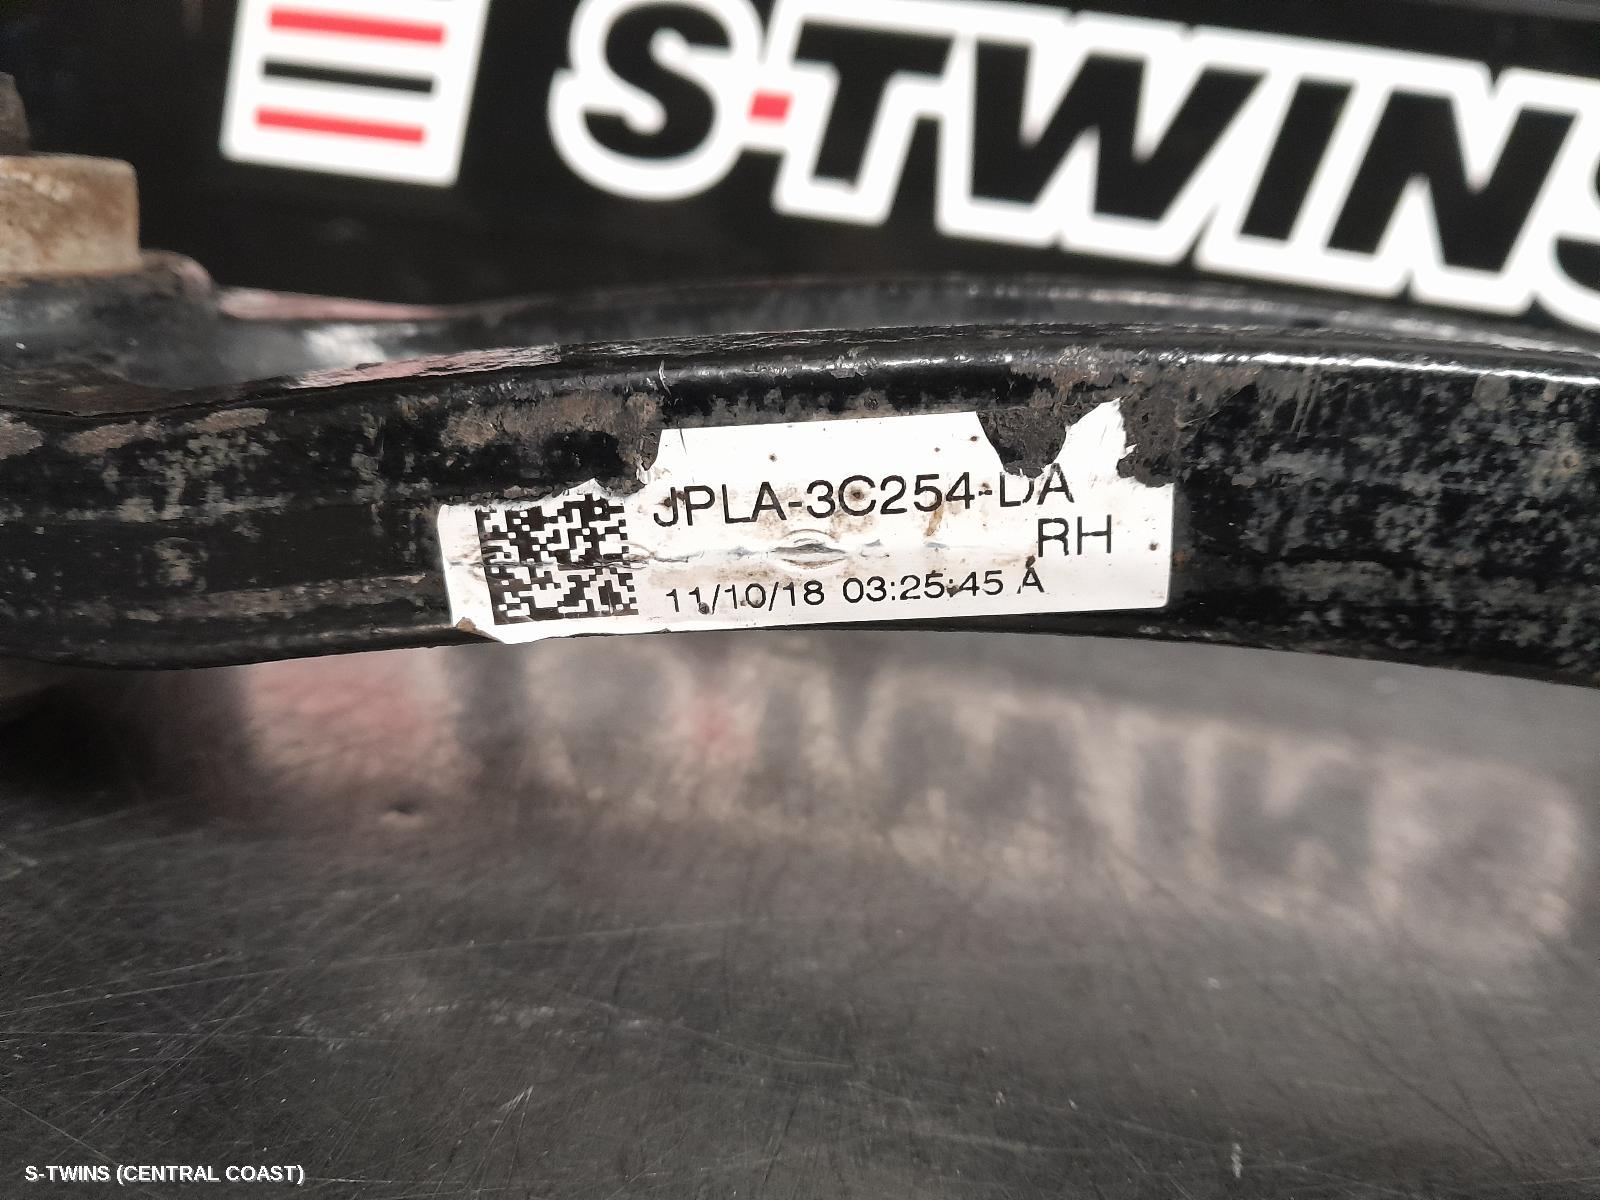 S-TWINS
JPLA-3C254-DA
RH
11/10/18 03:25:45 A
S-TWINS (CENTRAL COAST)